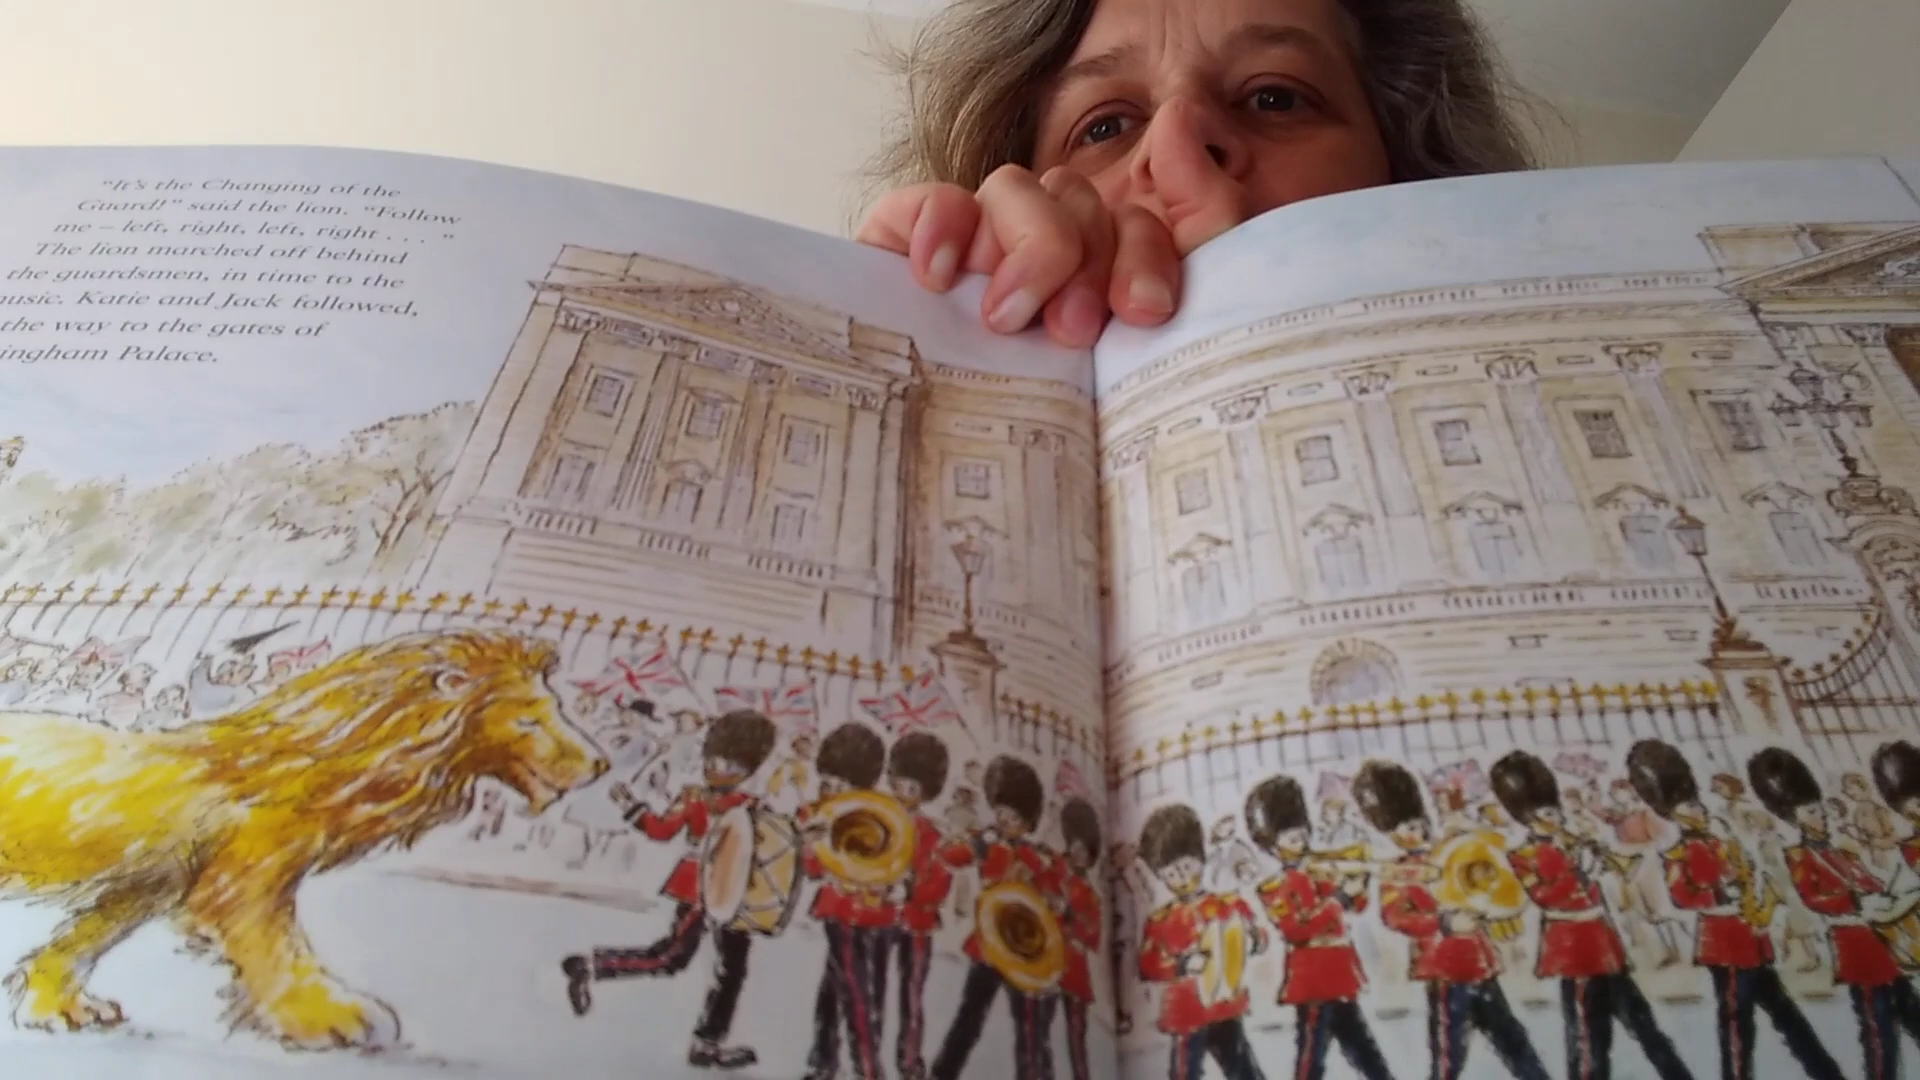 "It's the Changing of the
Guard!" said the lion. "Follow
me – left, right, left, right . . . "
The lion marched off behind
the guardsmen, in time to the
usic. Katie and Jack followed,
the way to the gates of
ingham Palace.